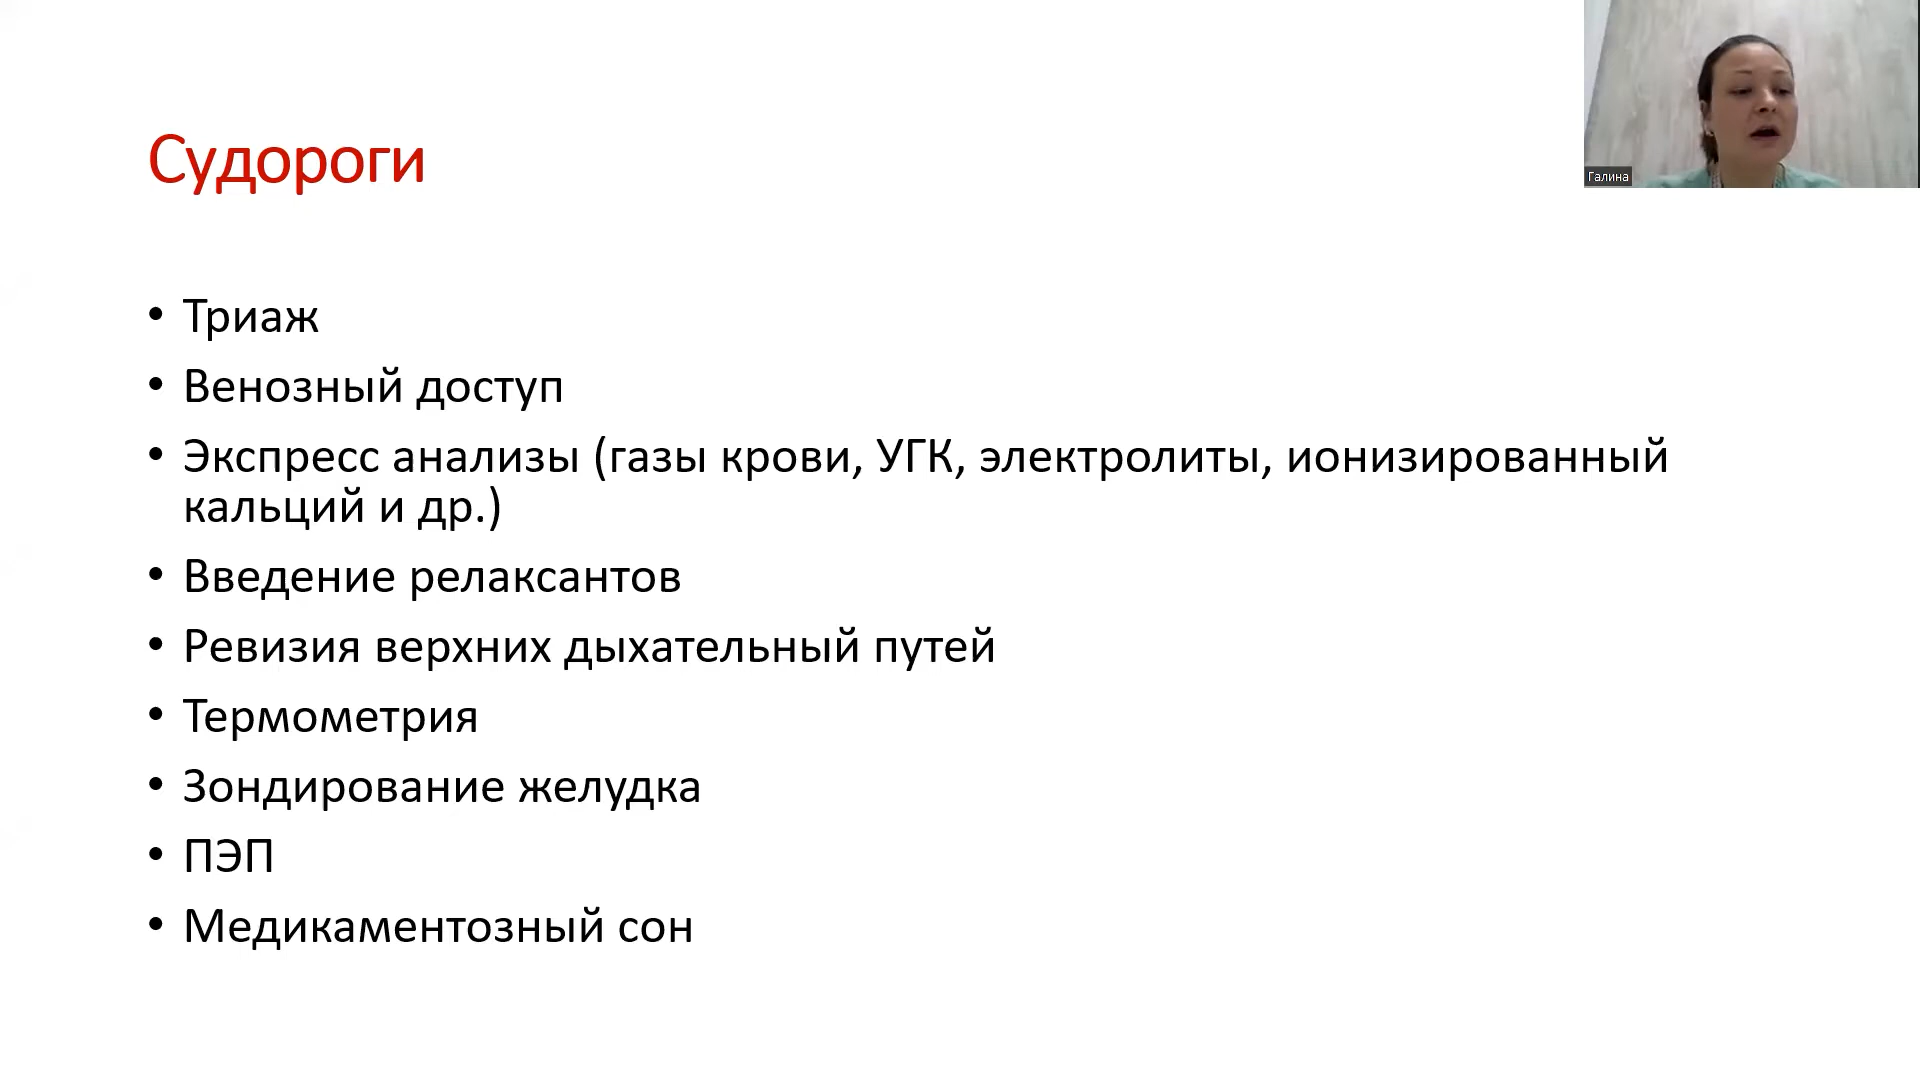 Судороги
Галина
• Триаж
• Венозный доступ
• Экспресс анализы (газы крови, УГК, электролиты, ионизированный
кальций и др.)
• Введение релаксантов
• Ревизия верхних дыхательный путей
• Термометрия
• Зондирование желудка
• ПЭП
• Медикаментозный сон